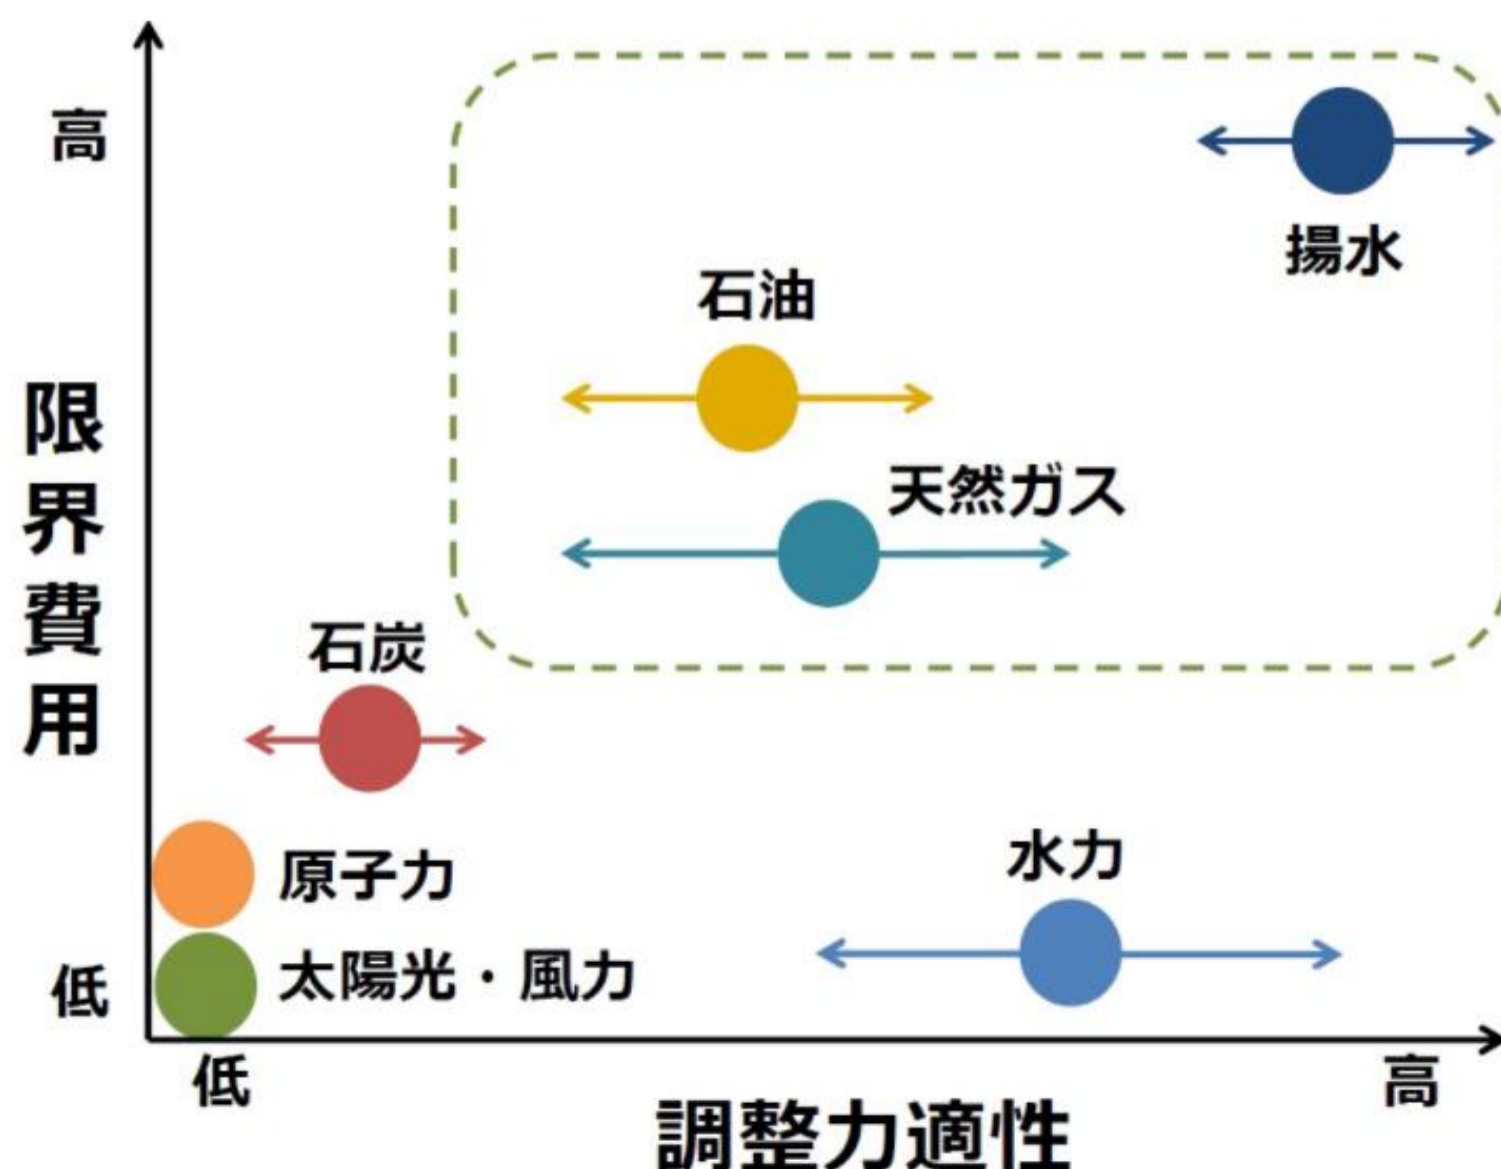 高
揚水
石油
限界費用
天然ガス
石炭
水力
原子力
太陽光・風力
低
低
高
調整力適性